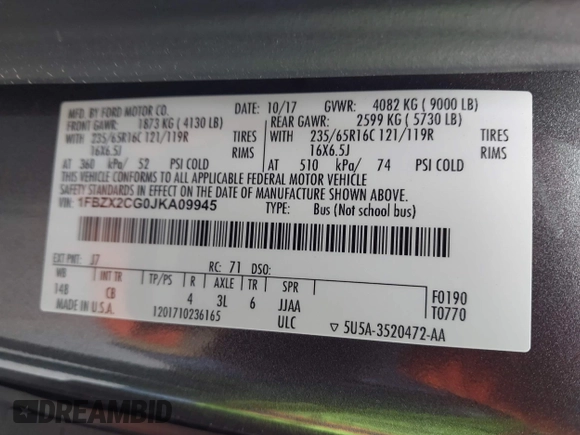 MFD. BY FORD MOTOR CO. DATE: 10/17 GVWR: 4082 KG ( 9000 LB)
FRONT GAWR: 1873 KG ( 4130 LB) REAR GAWR: 2599 KG ( 5730 LB)
WITH 235/65R16C 121/119R TIRES WITH 235/65R16C 121/119R TIRES
16X6.5J RIMS 16X6.5J RIMS
AT 360 kPa/ 52 PSI COLD AT 510 kPa/ 74 PSI COLD
THIS VEHICLE CONFORMS TO ALL APPLICABLE FEDERAL MOTOR VEHICLE
SAFETY STANDARDS IN EFFECT ON THE DATE OF MANUFACTURE SHOWN ABOVE.
VIN: 1FBZX2CG0JKA09945 TYPE: Bus (Not school bus)
EXT PNT: J7 RC: 71 DSO:
WB INT TR TP/PS R AXLE TR SPR
148 CB 4 3L 6 JJAA F0190
MADE IN U.S.A. 1201710236165 ULC T0770
▽ 5U5A-3520472-AA
DREAMBID